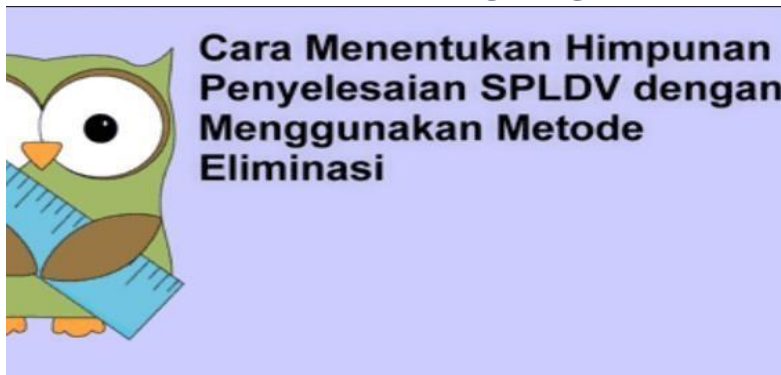 Cara Menentukan Himpunan
Penyelesaian SPLDV dengan
Menggunakan Metode
Eliminasi